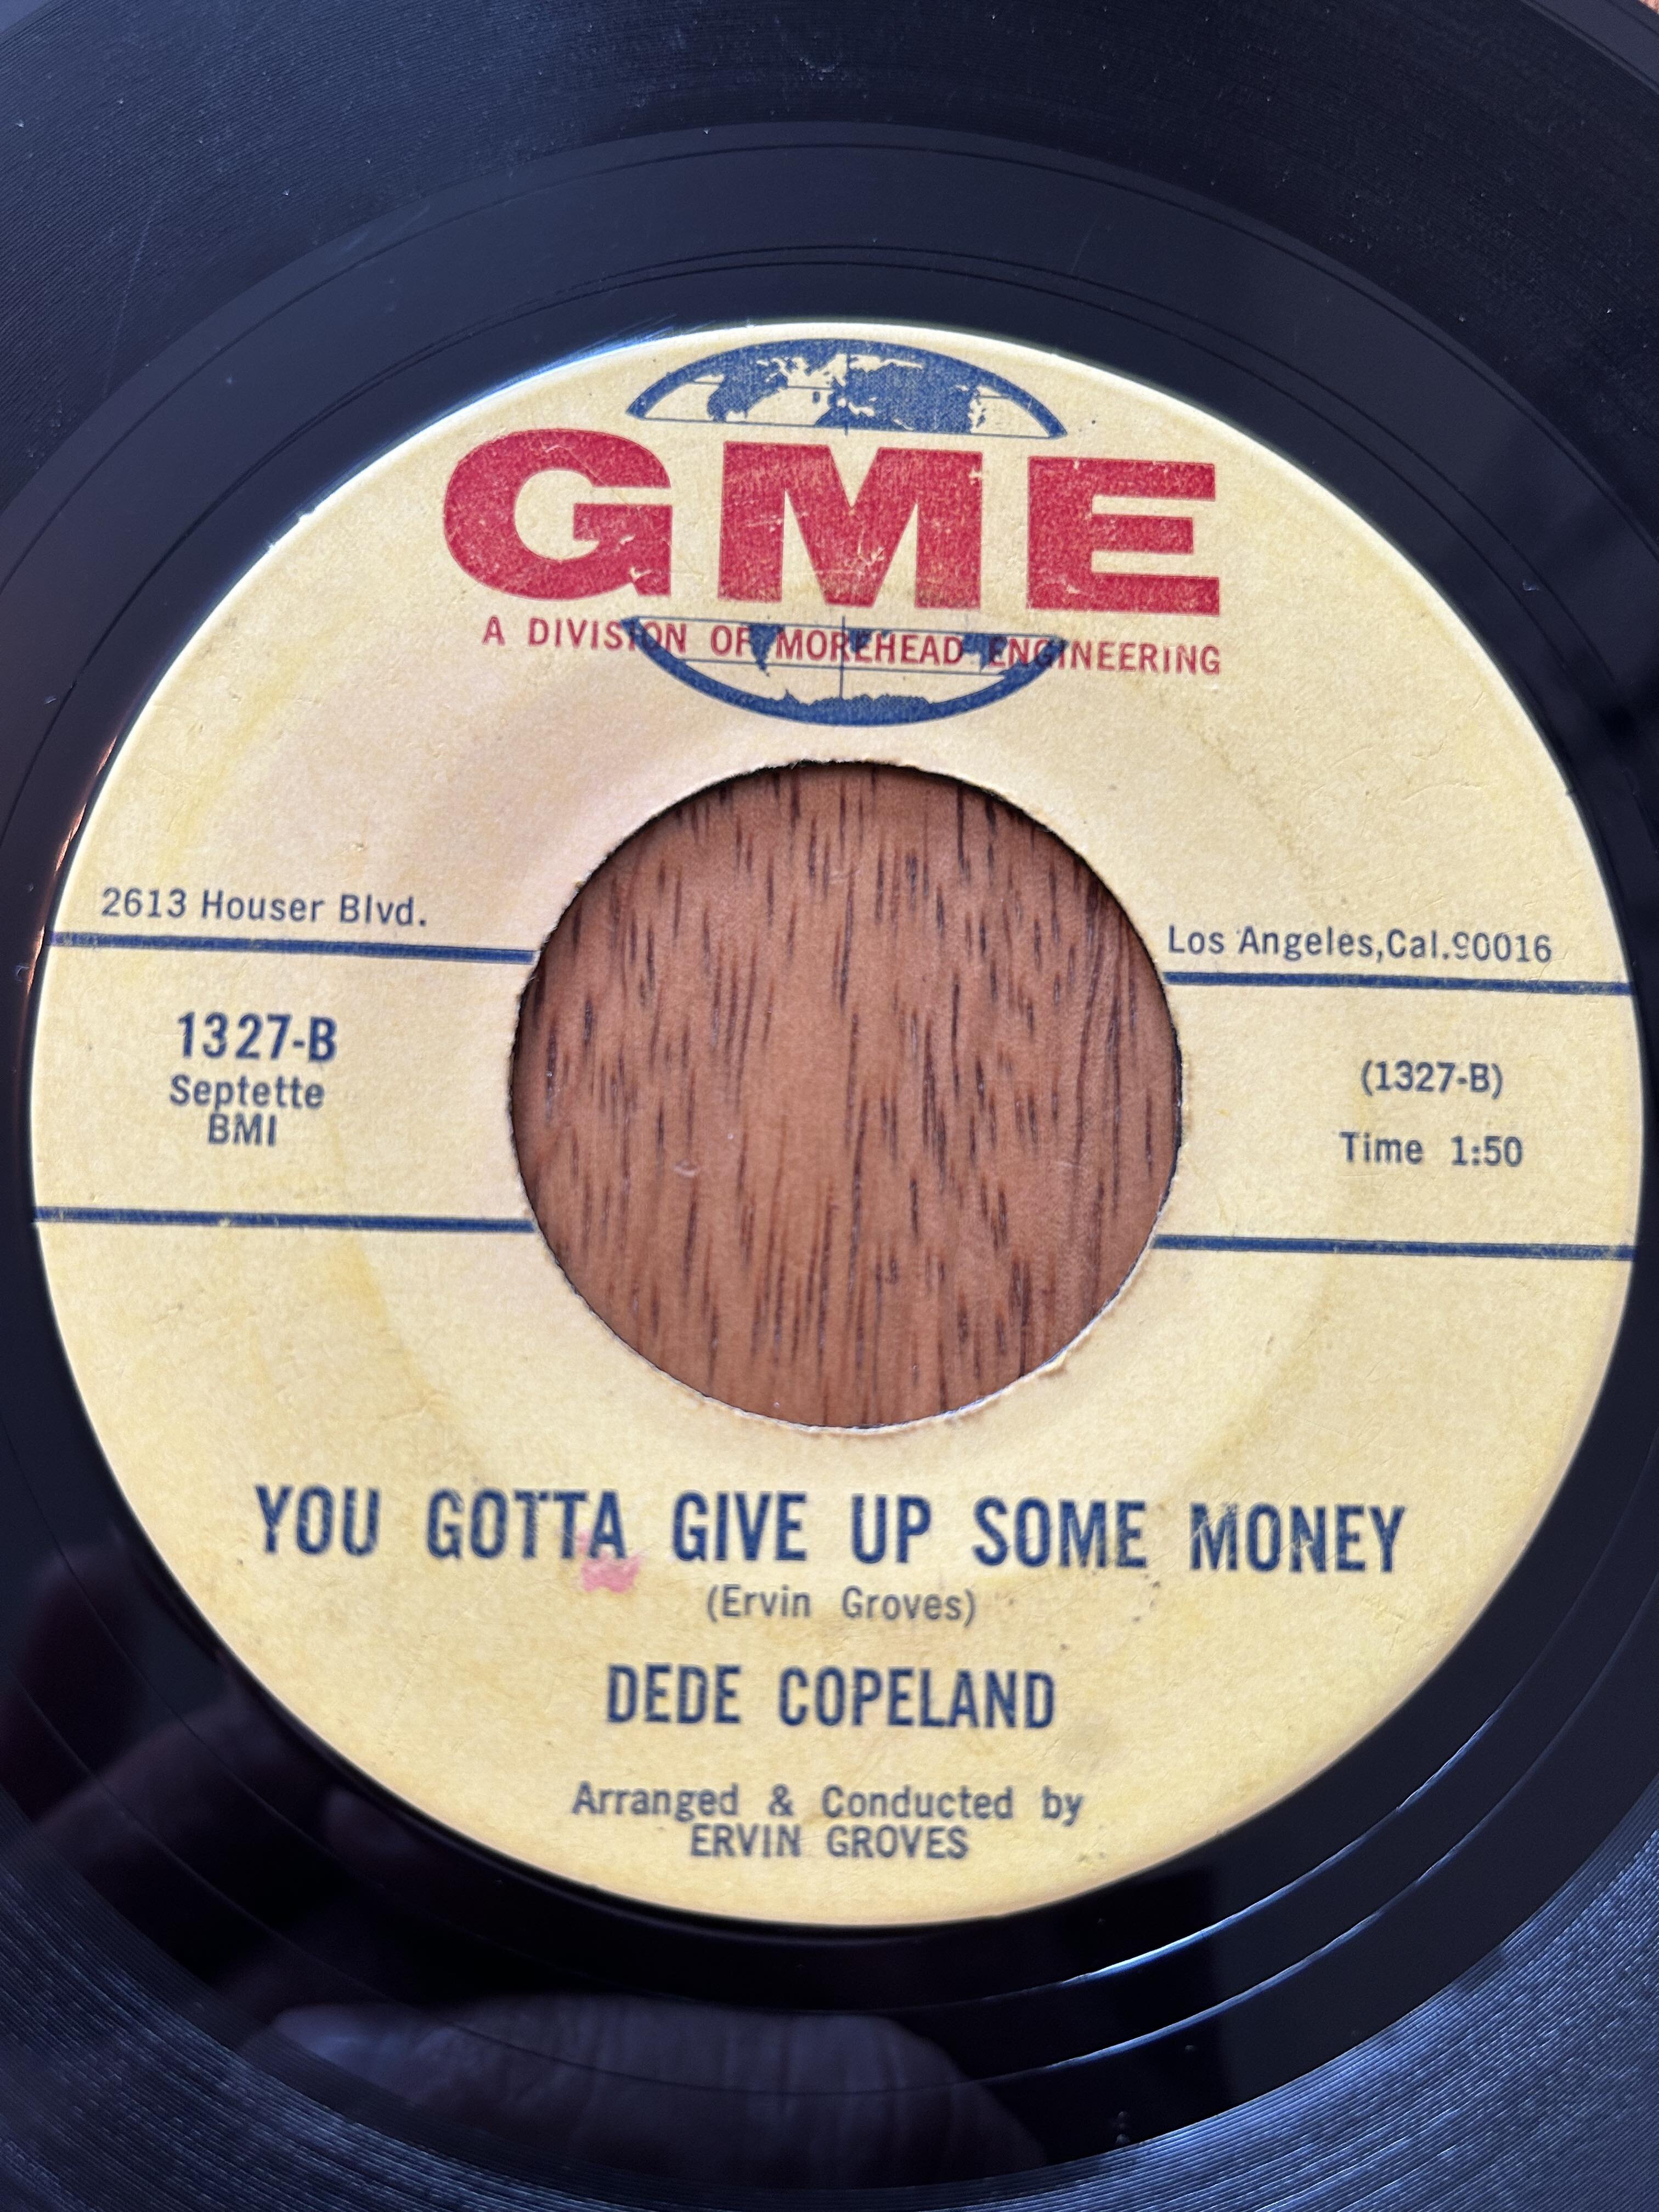 GME
A DIVISION OF MOREHEAD ENGINEERING
2613 Houser Blvd.
Los Angeles,Cal.90016
1327-B
Septette
BMI
(1327-B)
Time 1:50
YOU GOTTA GIVE UP SOME MONEY
(Ervin Groves)
DEDE COPELAND
Arranged & Conducted by
ERVIN GROVES